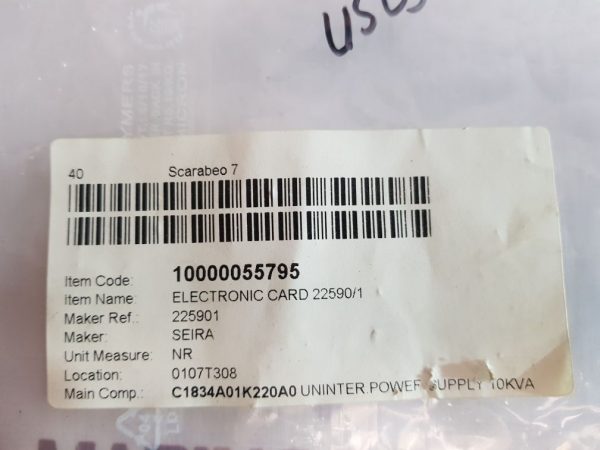 40 Scarabeo 7
Item Code: 10000055795
Item Name: ELECTRONIC CARD 22590/1
Maker Ref.: 225901
Maker: SEIRA
Unit Measure: NR
Location: 0107T308
Main Comp.: C1834A01K220A0 UNINTER.POWER SUPPLY 10KVA